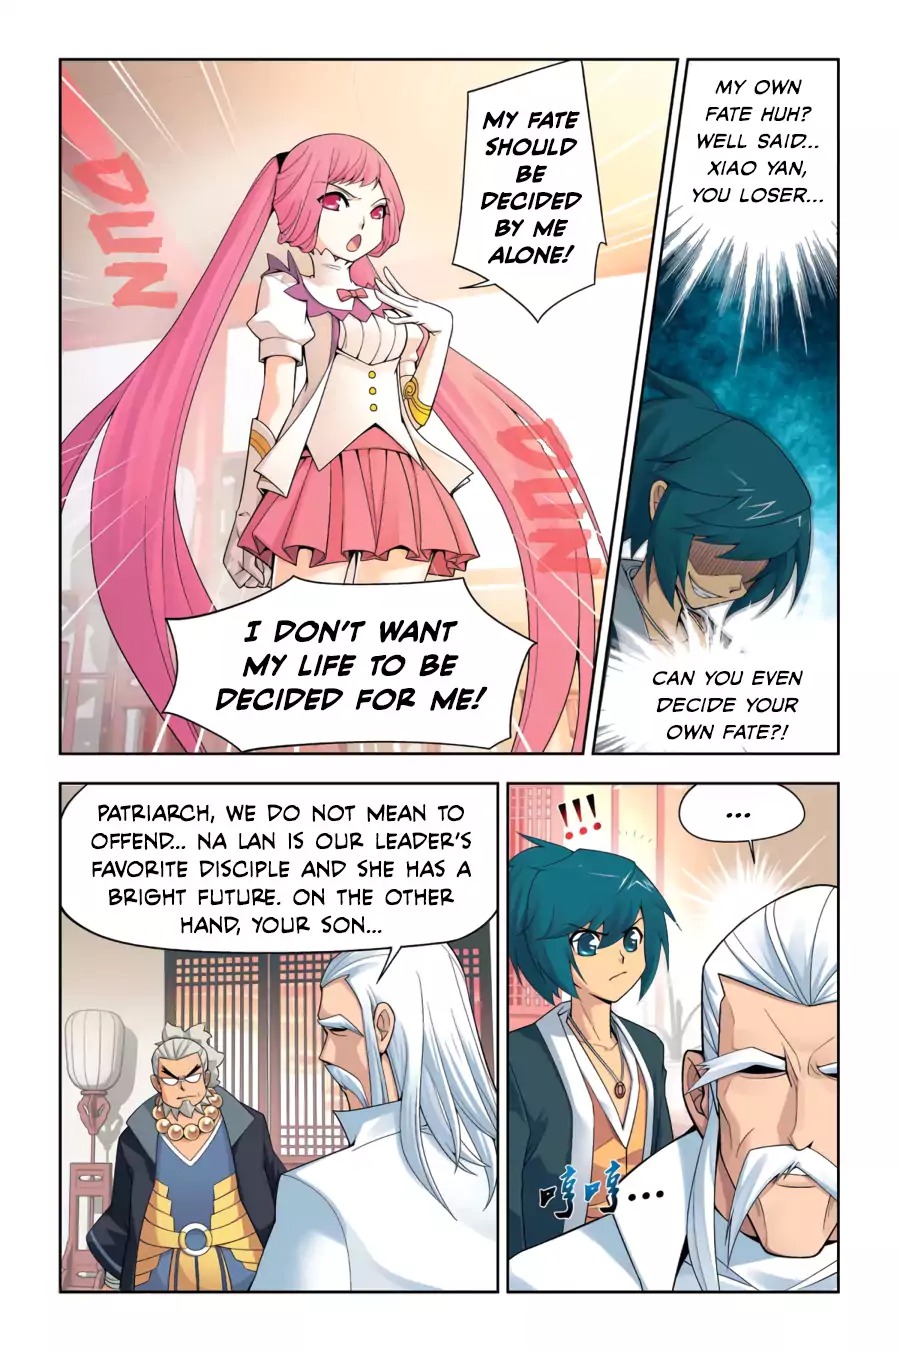 DUN
MY FATE
SHOULD
BE
DECIDED
BY ME
ALONE!
DUN
I DON'T WANT
MY LIFE TO BE
DECIDED FOR ME!
MY OWN
FATE HUH?
WELL SAID...
XIAO YAN,
YOU LOSER...
CAN YOU EVEN
DECIDE YOUR
OWN FATE?!
PATRIARCH, WE DO NOT MEAN TO
OFFEND... NA LAN IS OUR LEADER'S
FAVORITE DISCIPLE AND SHE HAS A
BRIGHT FUTURE. ON THE OTHER
HAND, YOUR SON...
!!!
...
哼哼...